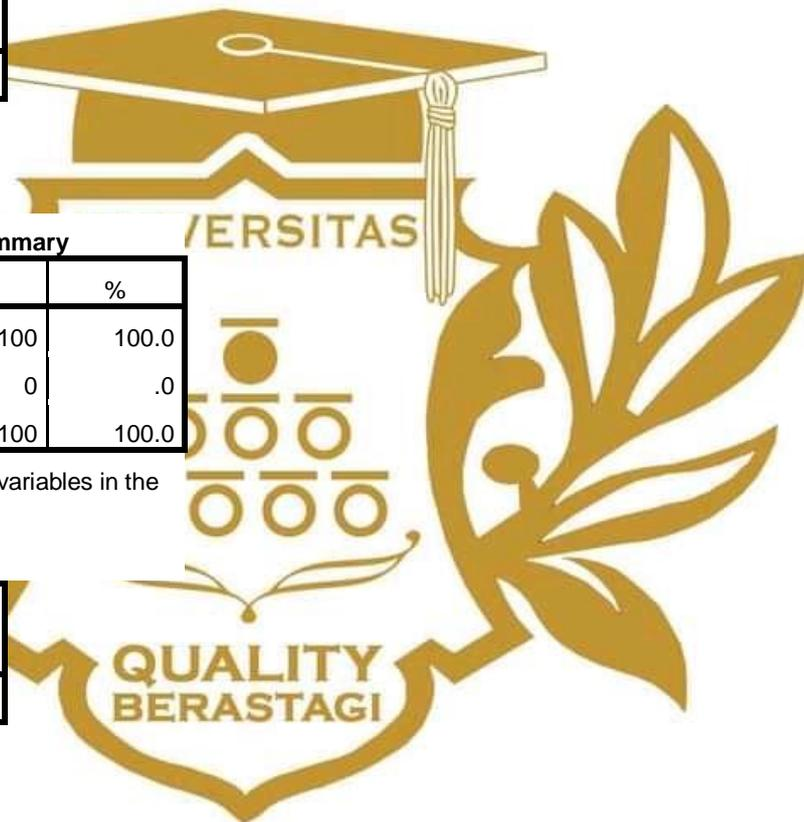 mmary
VERSITAS
%
100 100.0
0 .0
100 100.0
variables in the
QUALITY
BERASTAGI